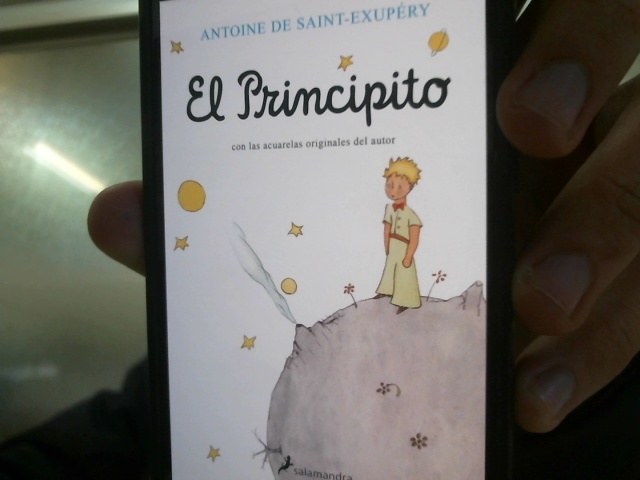 ANTOINE DE SAINT-EXUPÉRY
El Principito
con las acuarelas originales del autor
salamandra